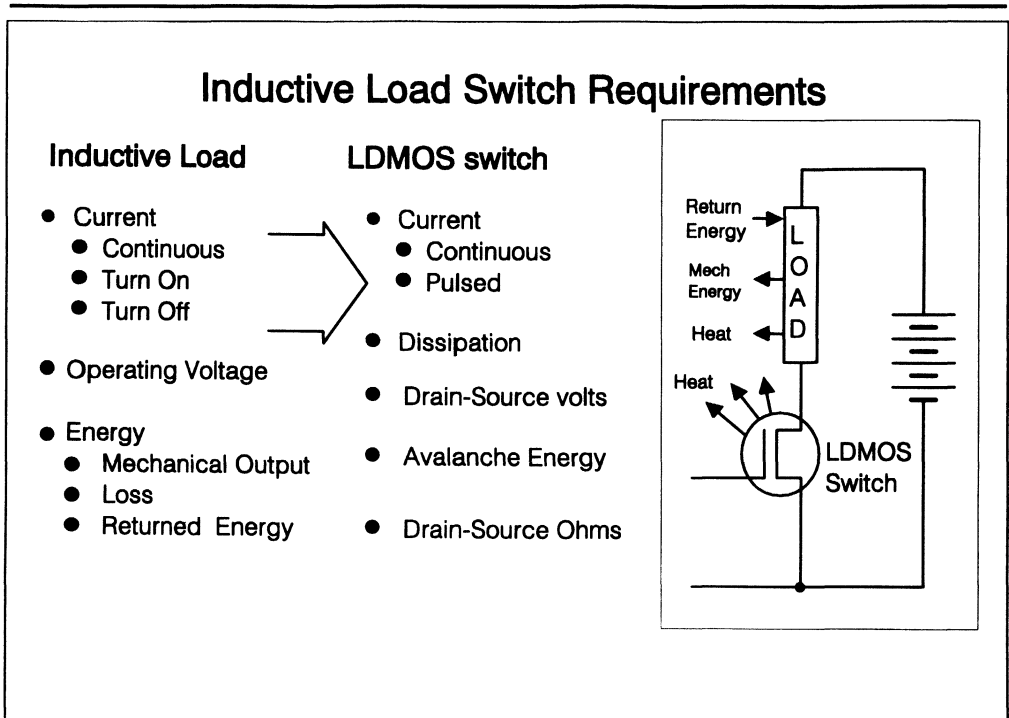 Inductive Load Switch Requirements
Inductive Load
● Current
● Continuous
● Turn On
● Turn Off
● Operating Voltage
● Energy
● Mechanical Output
● Loss
● Returned Energy
LDMOS switch
● Current
● Continuous
● Pulsed
● Dissipation
● Drain-Source volts
● Avalanche Energy
● Drain-Source Ohms
Return
Energy
Mech
Energy
Heat
LOAD
Heat
LDMOS
Switch